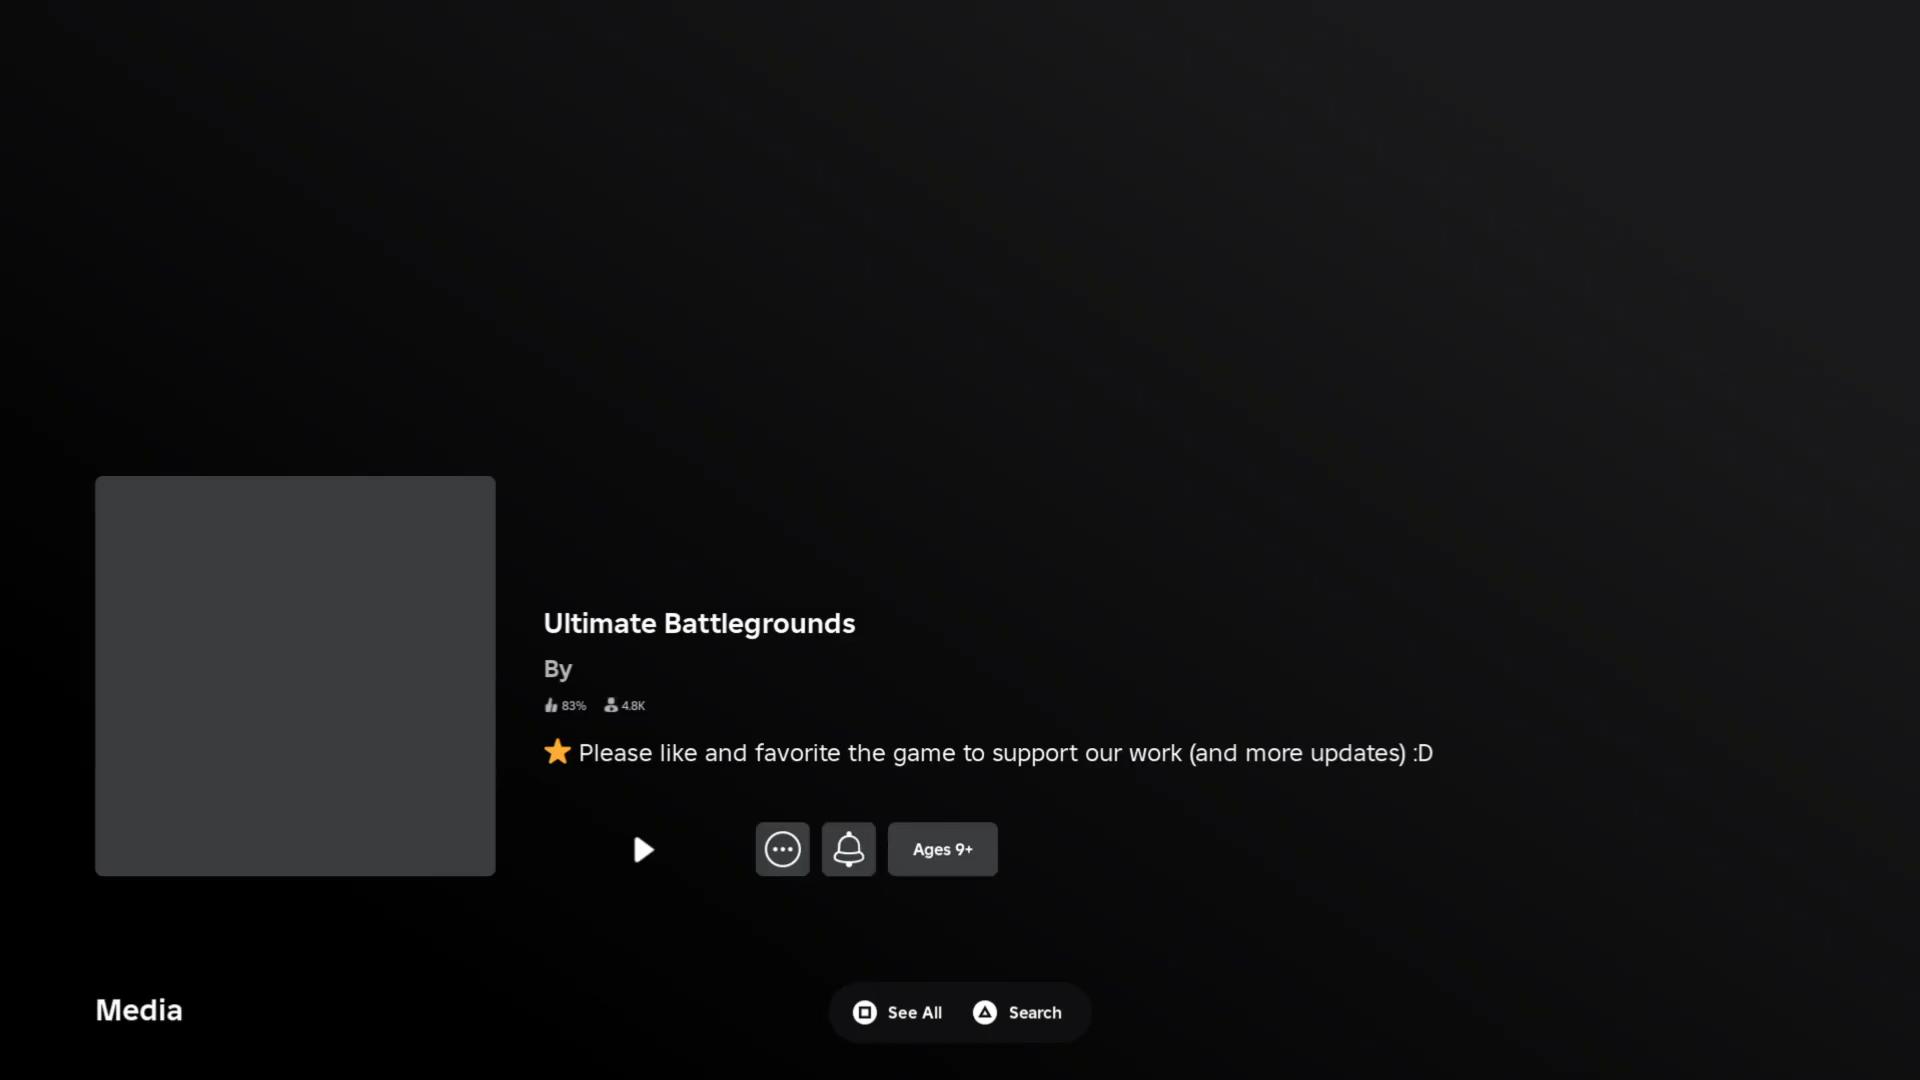 Ultimate Battlegrounds
By
83% 4.8K
⭐ Please like and favorite the game to support our work (and more updates) :D
Ages 9+
Media
See All Search